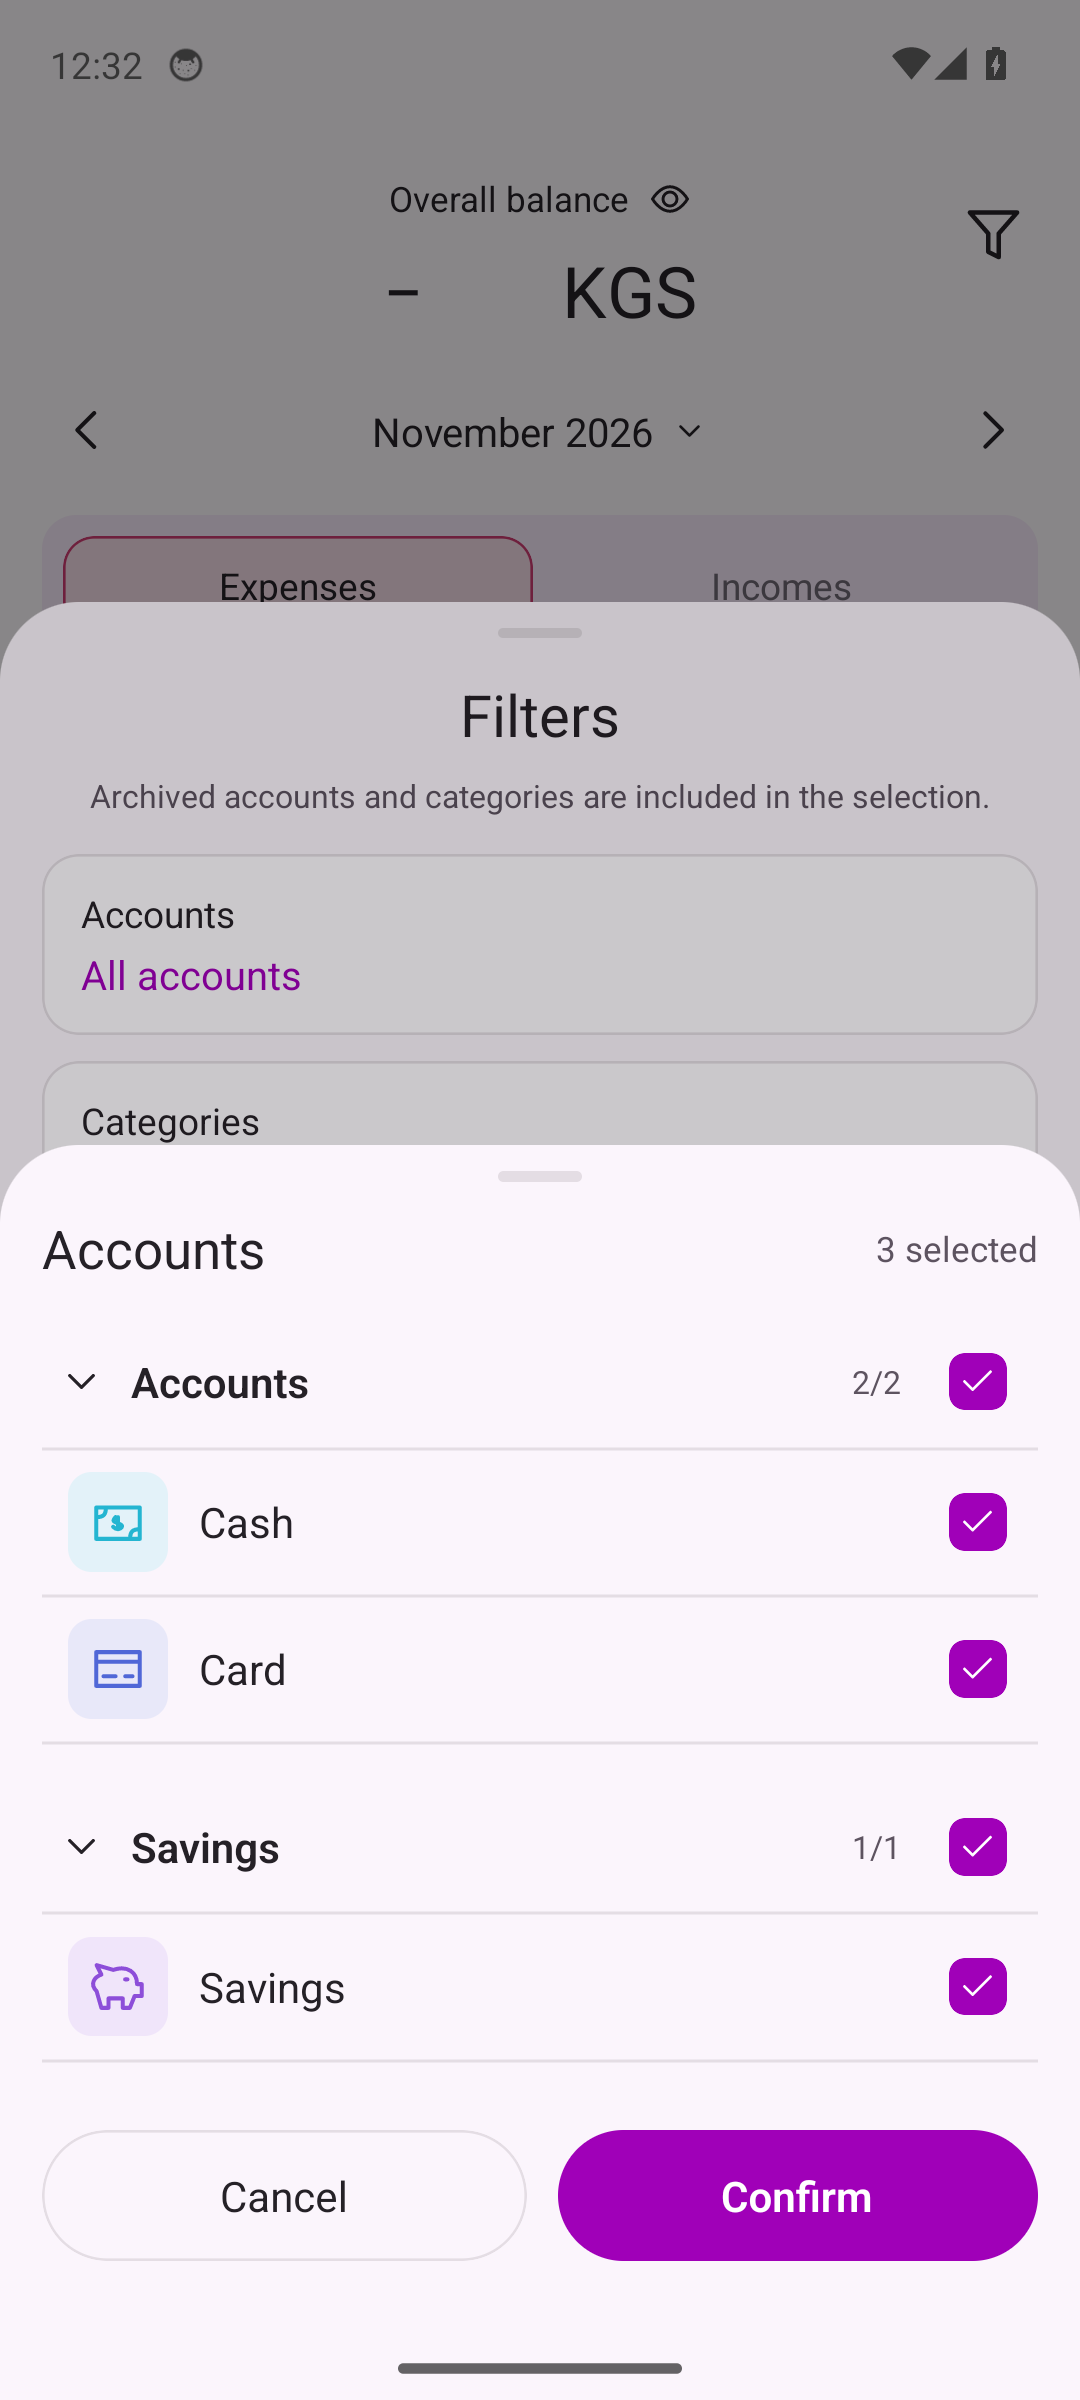 12:32
Overall balance
– KGS
November 2026
Expenses
Incomes
Filters
Archived accounts and categories are included in the selection.
Accounts
All accounts
Categories
Accounts
3 selected
Accounts
2/2
Cash
Card
Savings
1/1
Savings
Cancel
Confirm